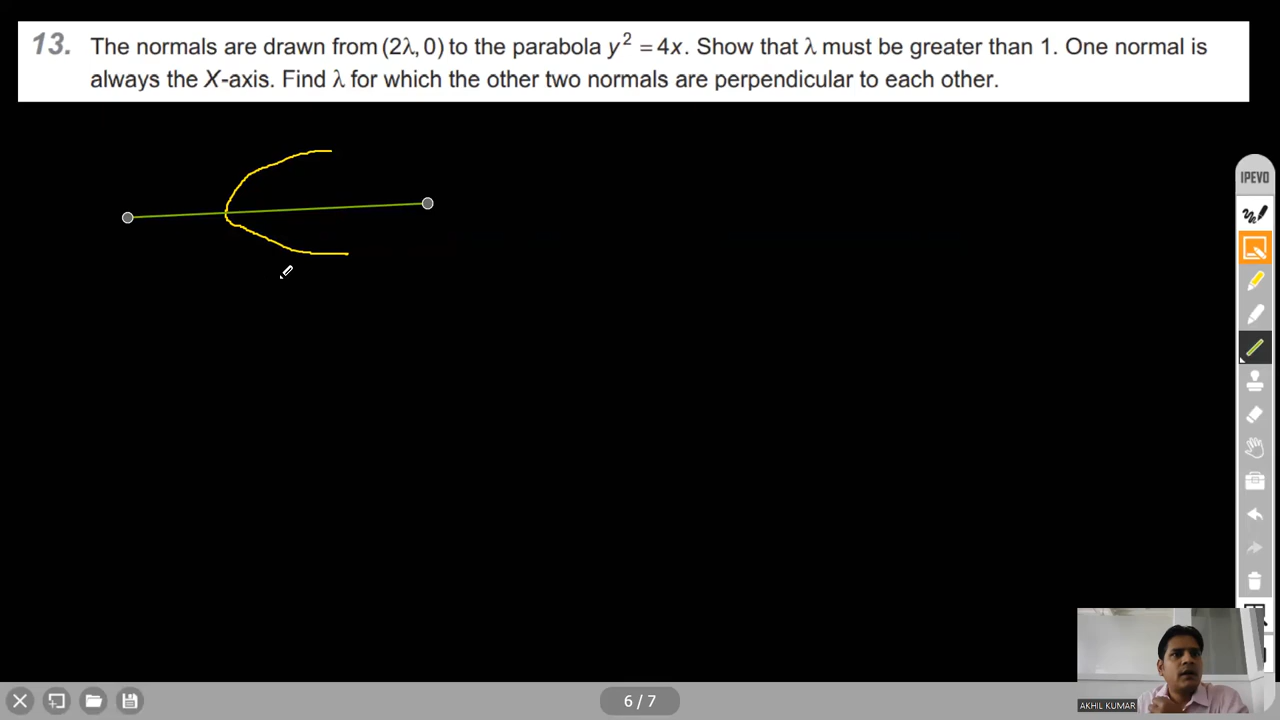 13. The normals are drawn from (2λ, 0) to the parabola y² = 4x. Show that λ must be greater than 1. One normal is
always the X-axis. Find λ for which the other two normals are perpendicular to each other.
IPEVO
6 / 7
AKHIL KUMAR